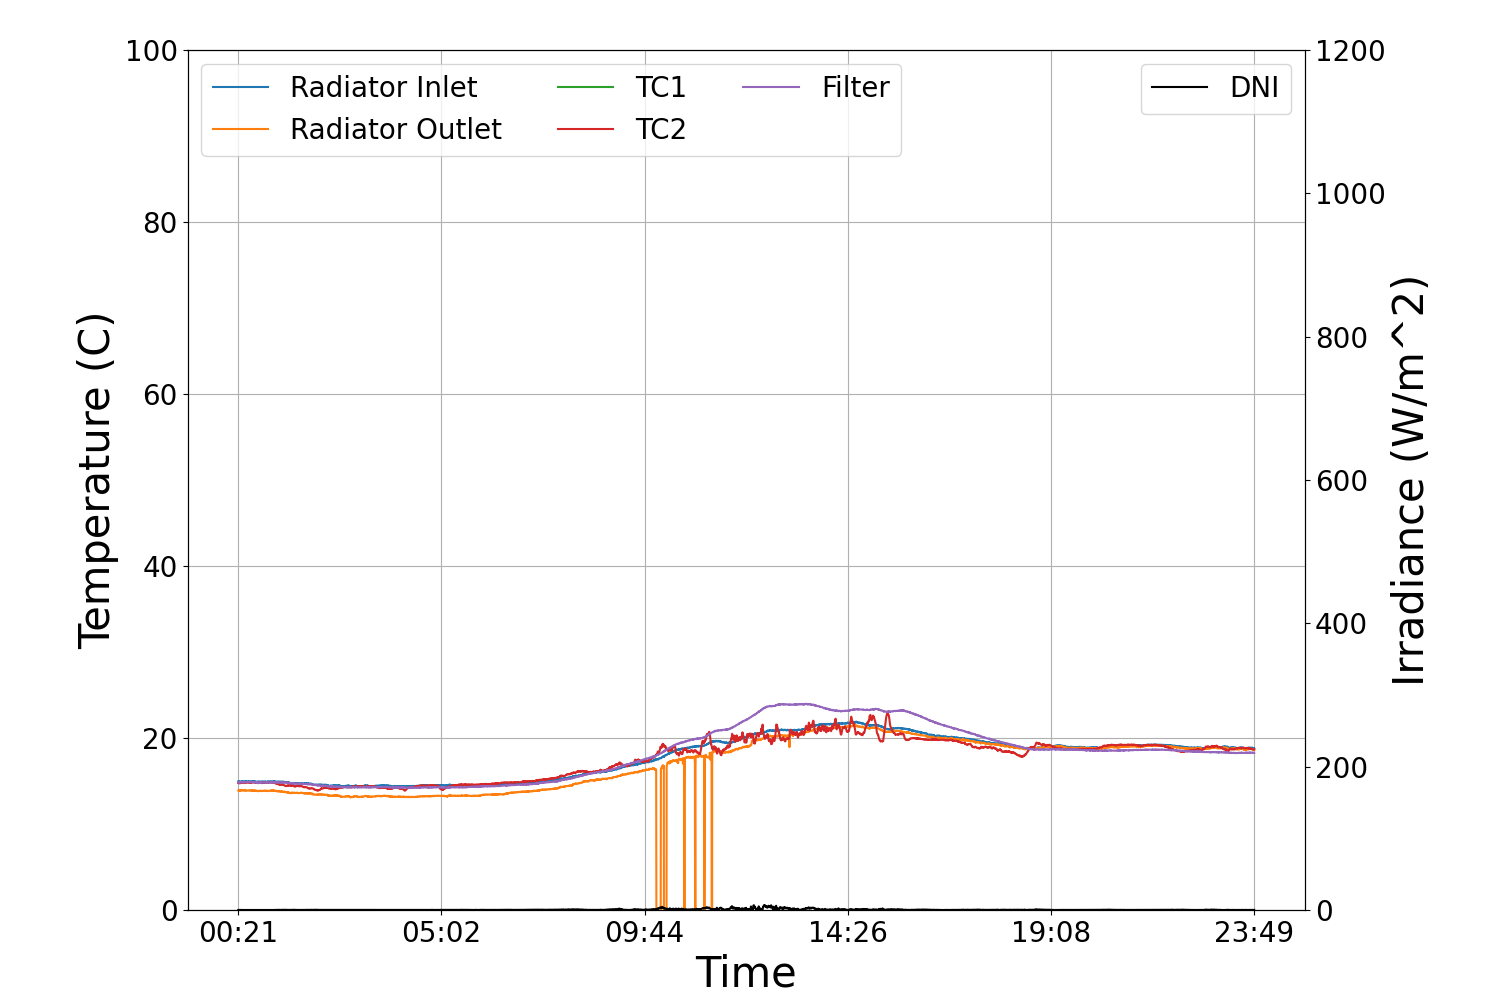 100
80
60
40
20
0
Temperature (C)
Radiator Inlet
Radiator Outlet
TC1
TC2
Filter
DNI
1200
1000
800
600
400
200
0
Irradiance (W/m^2)
00:21
05:02
09:44
14:26
19:08
23:49
Time